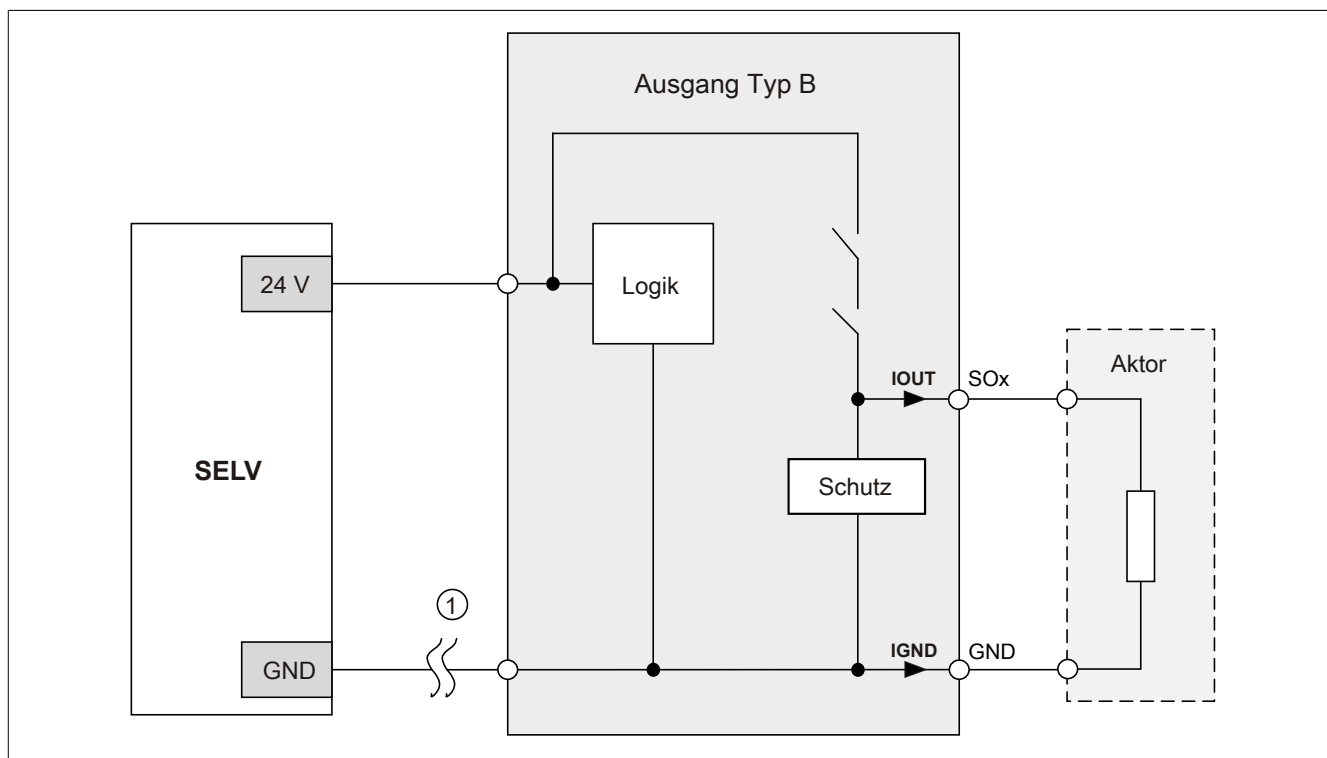 Ausgang Typ B
24 V
Logik
SELV
IOUT
SOx
Aktor
Schutz
1
GND
IGND
GND